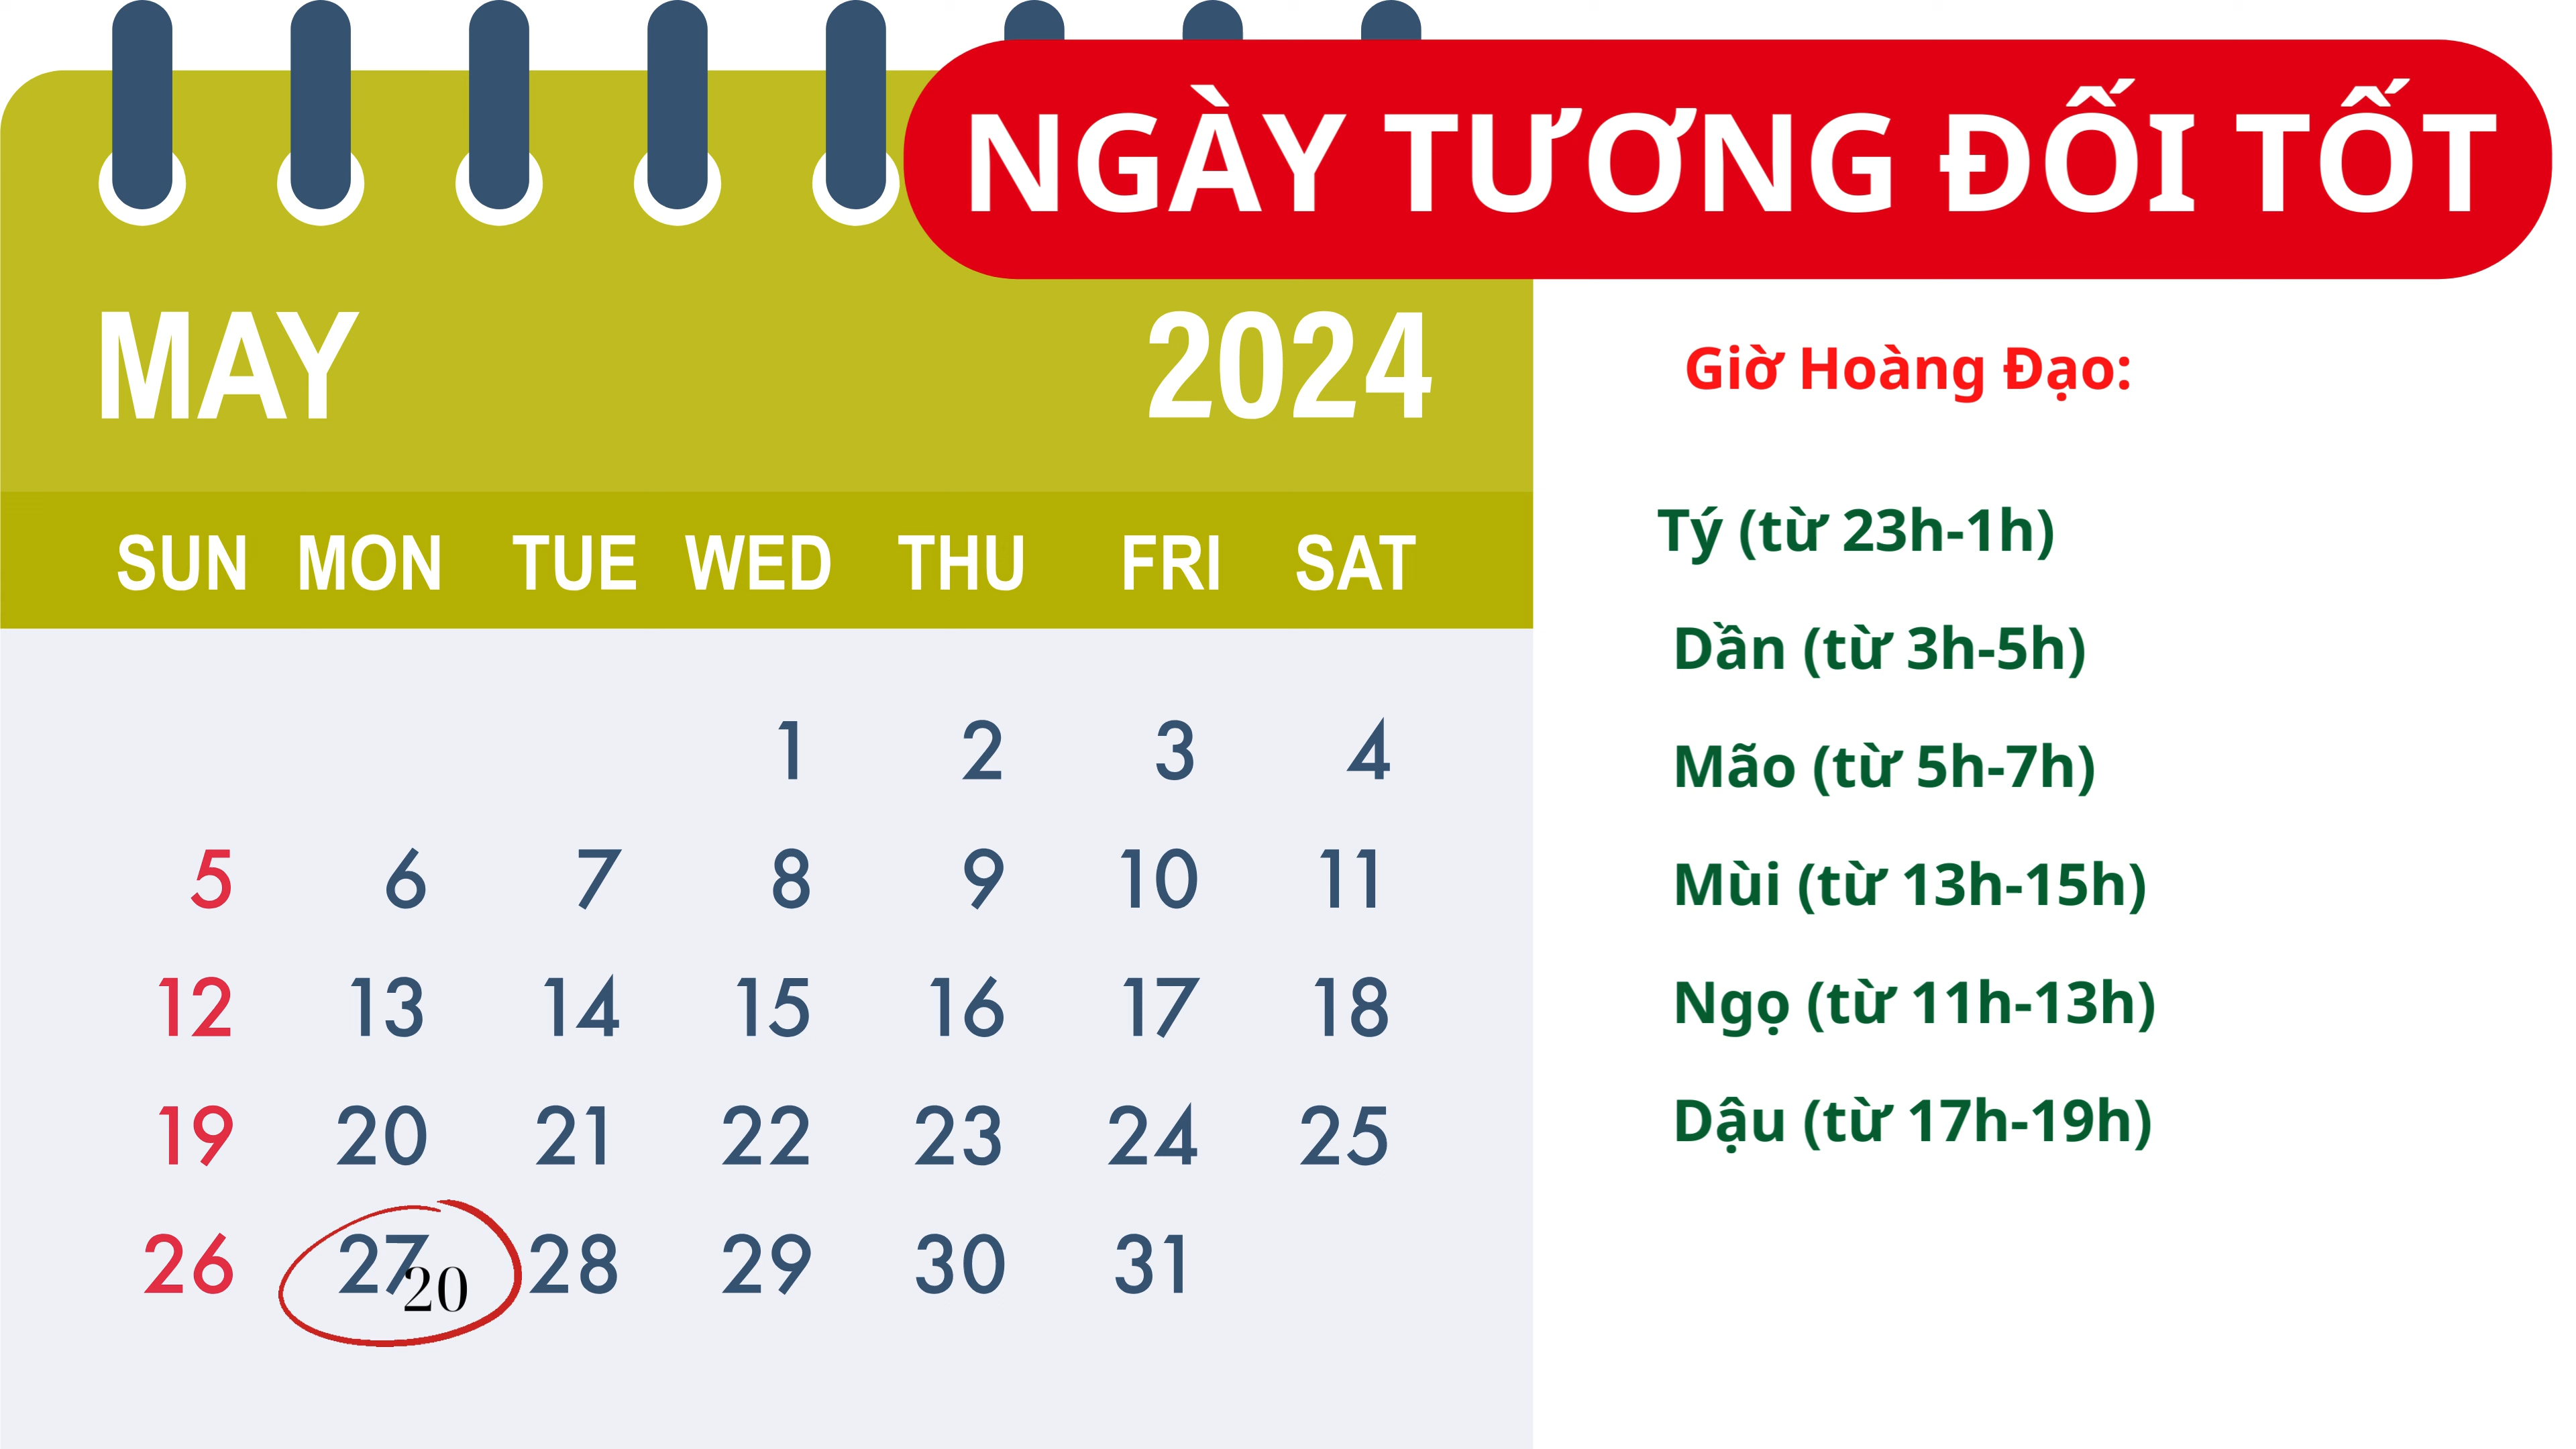 NGÀY TƯƠNG ĐỐI TỐT
MAY 2024
SUN MON TUE WED THU FRI SAT
1 2 3 4
5 6 7 8 9 10 11
12 13 14 15 16 17 18
19 20 21 22 23 24 25
26 27 28 29 30 31
20
Giờ Hoàng Đạo:
Tý (từ 23h-1h)
Dần (từ 3h-5h)
Mão (từ 5h-7h)
Mùi (từ 13h-15h)
Ngọ (từ 11h-13h)
Dậu (từ 17h-19h)